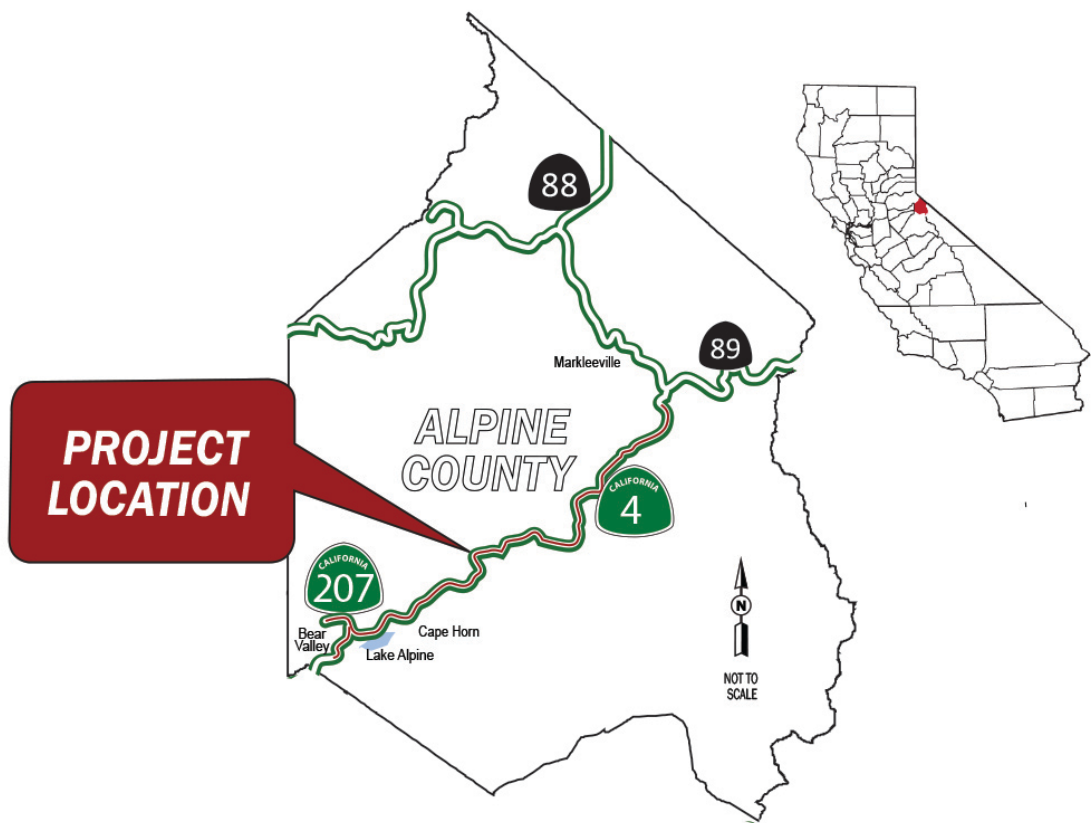 88
89
Markleeville
PROJECT
LOCATION
ALPINE
COUNTY
CALIFORNIA
4
CALIFORNIA
207
Bear
Valley
Cape Horn
Lake Alpine
N
NOT TO
SCALE